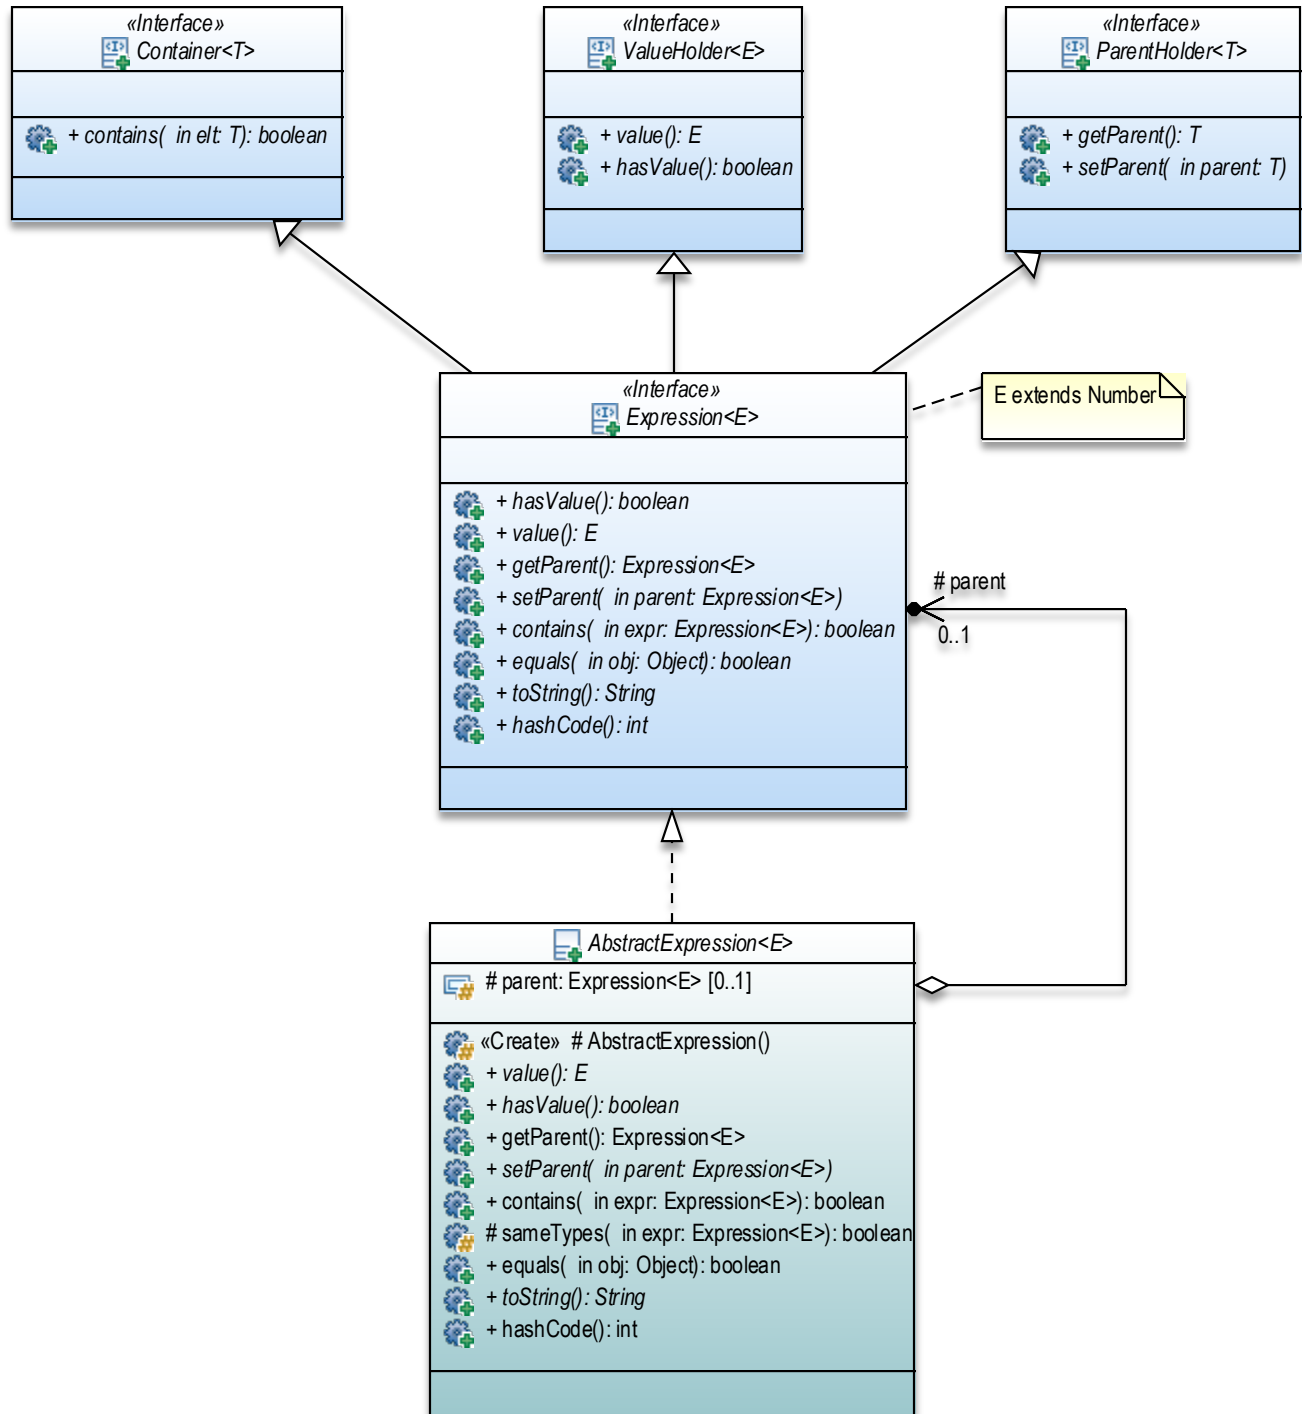 «Interface»
Container<T>
+ contains( in elt: T): boolean
«Interface»
ValueHolder<E>
+ value(): E
+ hasValue(): boolean
«Interface»
ParentHolder<T>
+ getParent(): T
+ setParent( in parent: T)
«Interface»
Expression<E>
+ hasValue(): boolean
+ value(): E
+ getParent(): Expression<E>
+ setParent( in parent: Expression<E>)
+ contains( in expr: Expression<E>): boolean
+ equals( in obj: Object): boolean
+ toString(): String
+ hashCode(): int
E extends Number
# parent
0..1
AbstractExpression<E>
# parent: Expression<E> [0..1]
«Create» # AbstractExpression()
+ value(): E
+ hasValue(): boolean
+ getParent(): Expression<E>
+ setParent( in parent: Expression<E>)
+ contains( in expr: Expression<E>): boolean
# sameTypes( in expr: Expression<E>): boolean
+ equals( in obj: Object): boolean
+ toString(): String
+ hashCode(): int